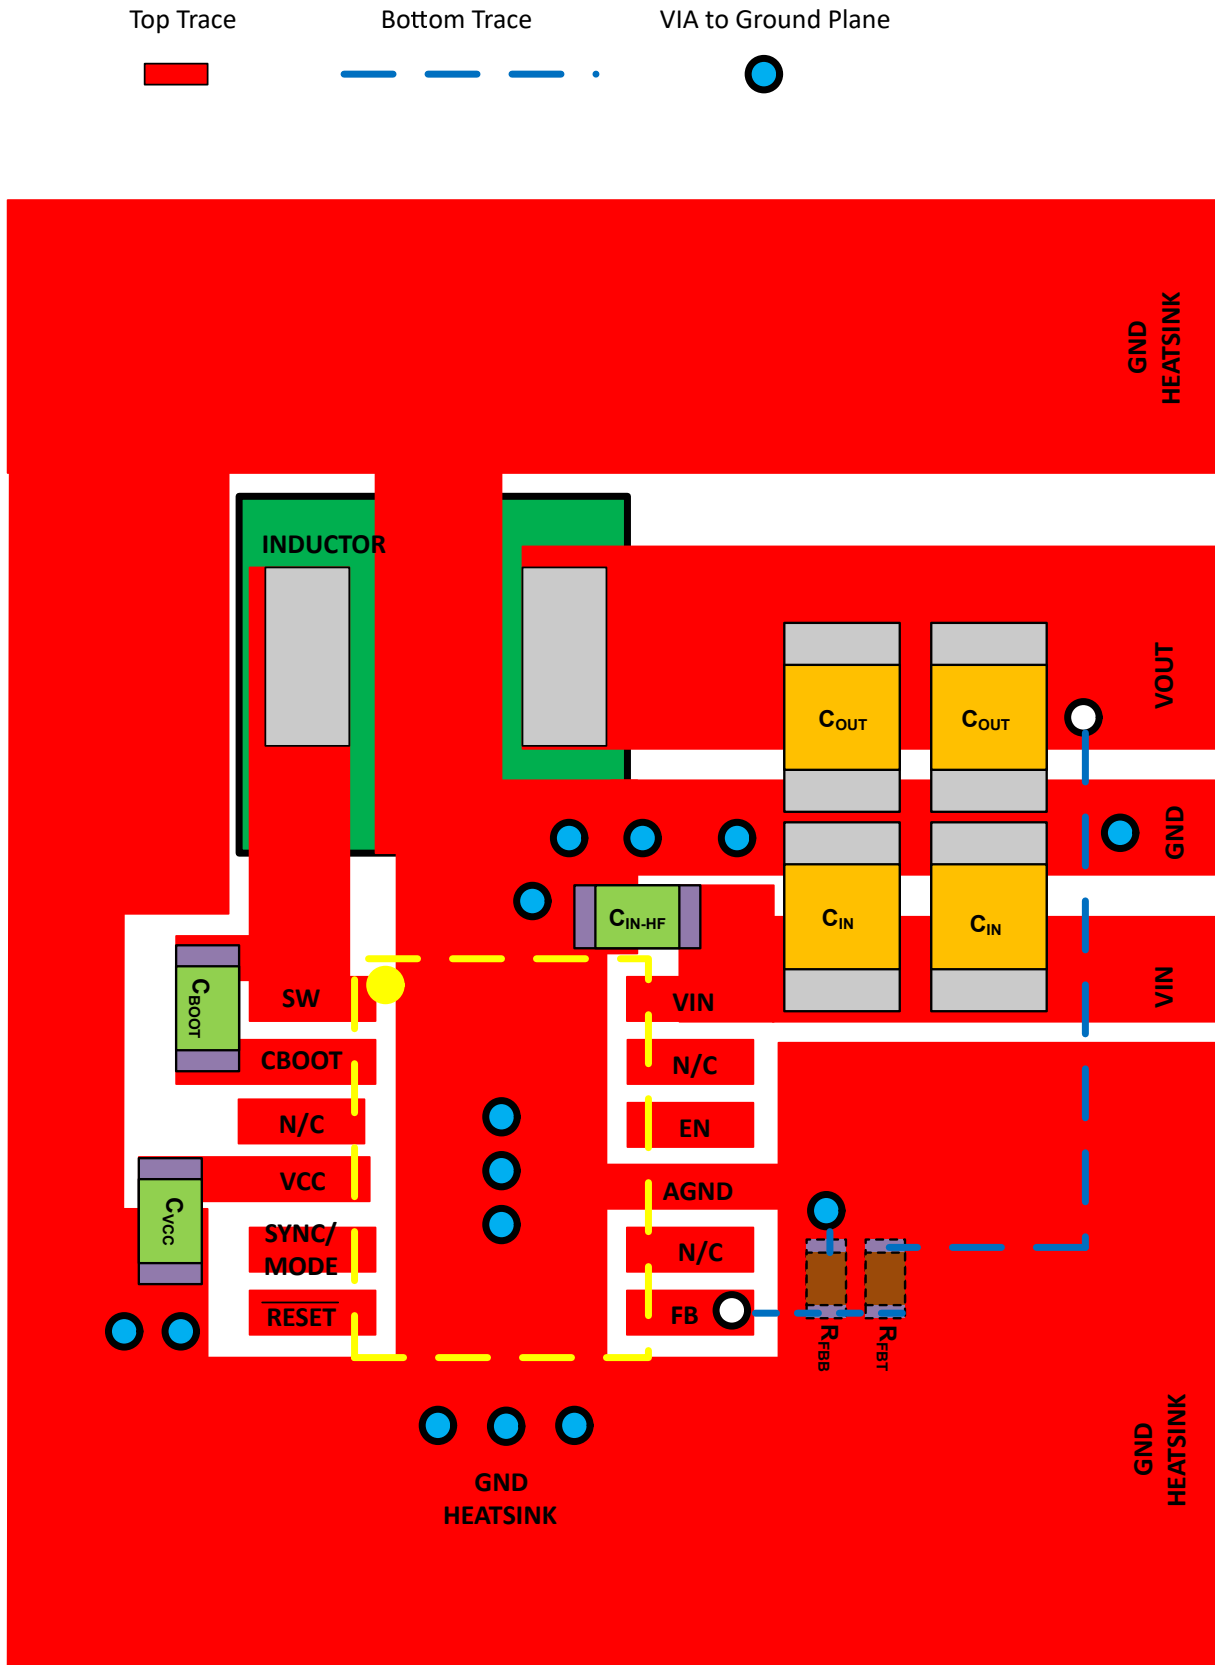 Top Trace
Bottom Trace
VIA to Ground Plane
GND
HEATSINK
INDUCTOR
VOUT
COUT
COUT
GND
CIN-HF
CIN
CIN
VIN
CBOOT
SW
VIN
CBOOT
N/C
N/C
EN
VCC
AGND
CVCC
SYNC/
MODE
N/C
RESET
FB
RFBB
RFBT
GND
HEATSINK
GND
HEATSINK